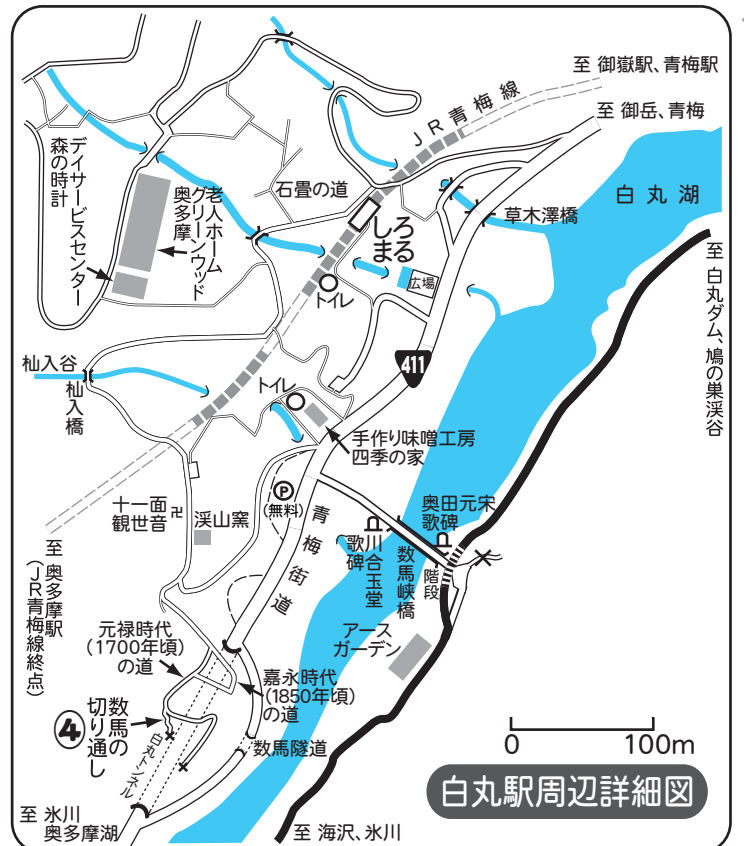 至 御嶽駅、青梅駅
JR青梅線
至 御岳、青梅
デイサービスセンター
森の時計
老人ホーム
グリーンウッド
奥多摩
石畳の道
しろ
まる
白丸湖
草木澤橋
広場
トイレ
至 白丸ダム、鳩の巣渓谷
411
杣入谷
杣入橋
トイレ
手作り味噌工房
四季の家
P
(無料)
青梅街道
十一面
観世音
卍
渓山窯
奥田元宋
歌碑
川合玉堂
歌碑
数馬峡橋
階段
至 奥多摩駅
(JR青梅線終点)
アース
ガーデン
元禄時代
(1700年頃)
の道
嘉永時代
(1850年頃)
の道
4
数馬の
切り通し
白丸トンネル
数馬隧道
0 100m
白丸駅周辺詳細図
至 氷川
奥多摩湖
至 海沢、氷川